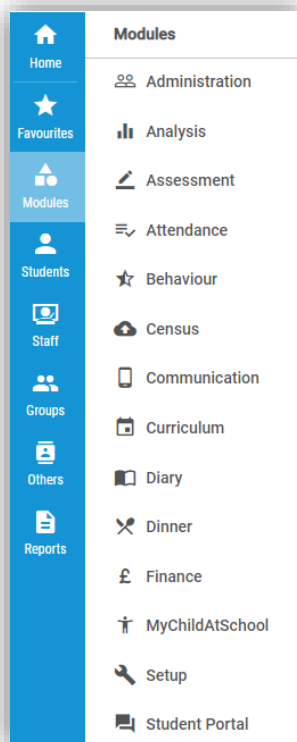 Home
Favourites
Modules
Students
Staff
Groups
Others
Reports
Modules
Administration
Analysis
Assessment
Attendance
Behaviour
Census
Communication
Curriculum
Diary
Dinner
£ Finance
MyChildAtSchool
Setup
Student Portal